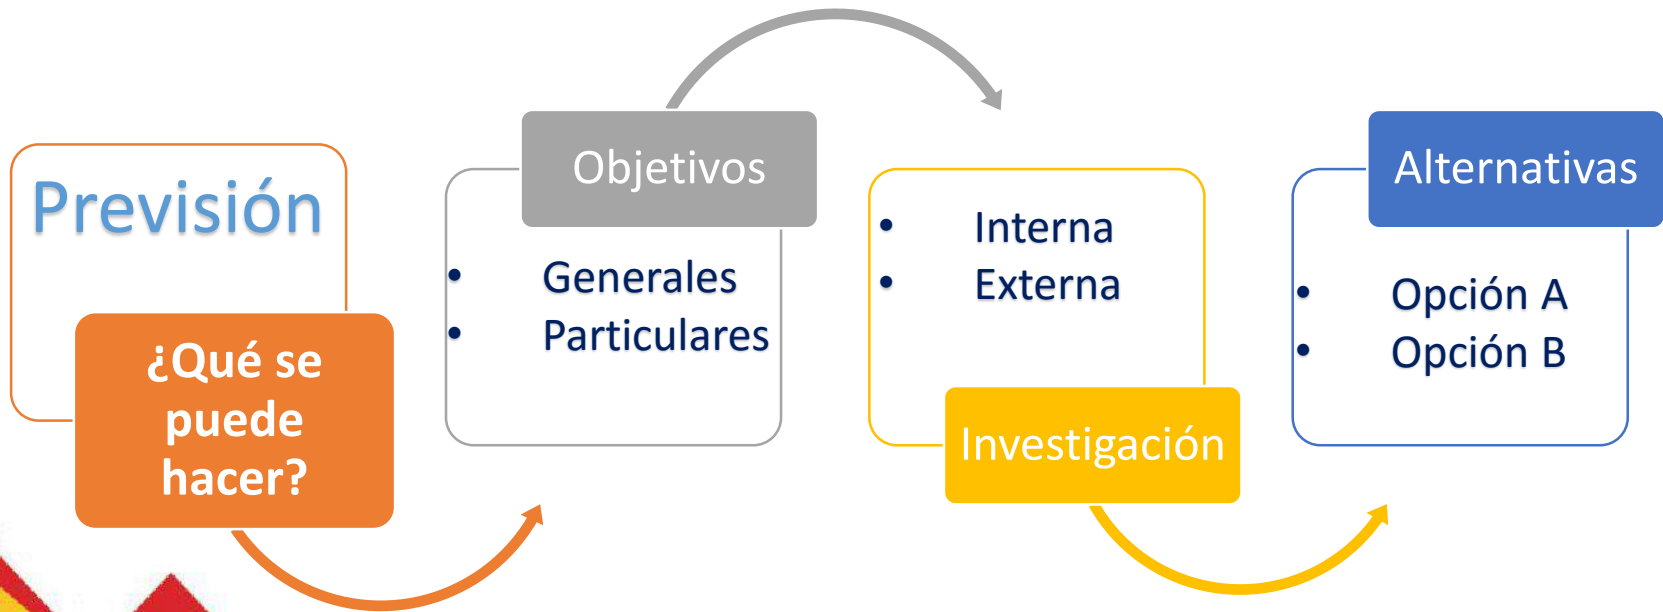 Previsión
¿Qué se
puede
hacer?
Objetivos
• Generales
• Particulares
• Interna
• Externa
Investigación
Alternativas
• Opción A
• Opción B